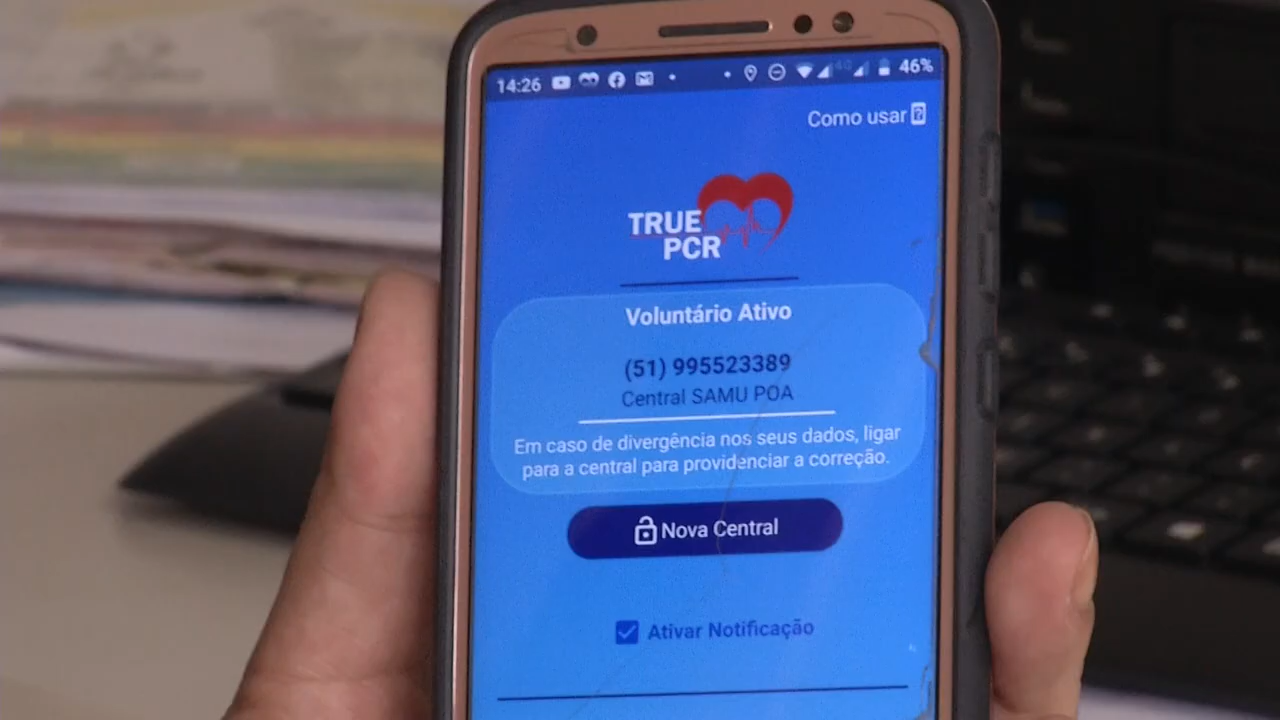 14:26
46%
Como usar
TRUE
PCR
Voluntário Ativo
(51) 995523389
Central SAMU POA
Em caso de divergência nos seus dados, ligar
para a central para providenciar a correção.
Nova Central
Ativar Notificação